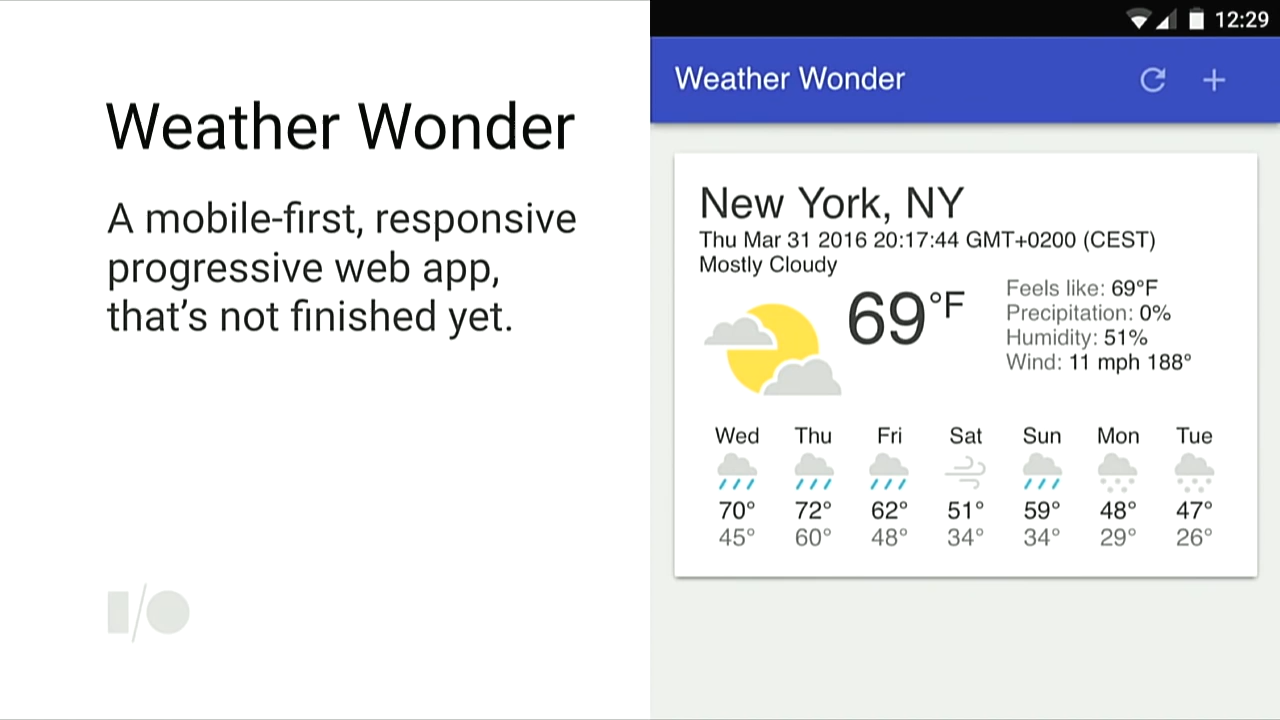 Weather Wonder
A mobile-first, responsive
progressive web app,
that’s not finished yet.
I/O
12:29
Weather Wonder
New York, NY
Thu Mar 31 2016 20:17:44 GMT+0200 (CEST)
Mostly Cloudy
69°F
Feels like: 69°F
Precipitation: 0%
Humidity: 51%
Wind: 11 mph 188°
Wed Thu Fri Sat Sun Mon Tue
70° 72° 62° 51° 59° 48° 47°
45° 60° 48° 34° 34° 29° 26°